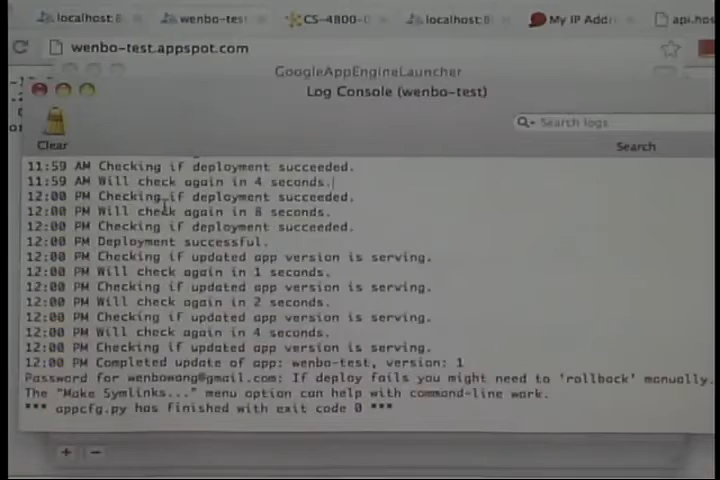 localhost:8
wenbo-test
CS-4800-0
localhost:8
My IP Addr
api.hos
wenbo-test.appspot.com
GoogleAppEngineLauncher
Log Console (wenbo-test)
Search logs
Clear
Search
11:59 AM Checking if deployment succeeded.
11:59 AM Will check again in 4 seconds.
12:00 PM Checking if deployment succeeded.
12:00 PM Will check again in 8 seconds.
12:00 PM Checking if deployment succeeded.
12:00 PM Deployment successful.
12:00 PM Checking if updated app version is serving.
12:00 PM Will check again in 1 seconds.
12:00 PM Checking if updated app version is serving.
12:00 PM Will check again in 2 seconds.
12:00 PM Checking if updated app version is serving.
12:00 PM Will check again in 4 seconds.
12:00 PM Checking if updated app version is serving.
12:00 PM Completed update of app: wenbo-test, version: 1
Password for wenbowang@gmail.com: If deploy fails you might need to 'rollback' manually.
The "Make Symlinks..." menu option can help with command-line work.
*** appcfg.py has finished with exit code 0 ***